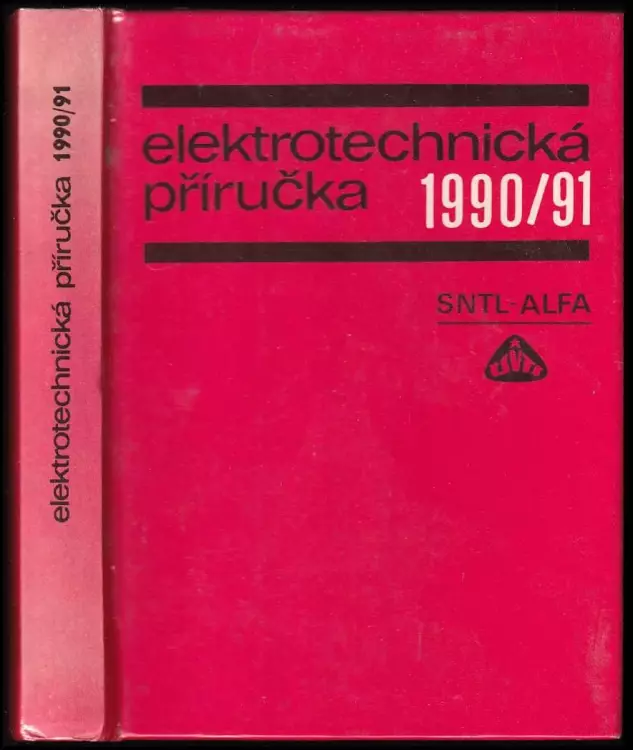 elektrotechnická příručka 1990/91
elektrotechnická
příručka 1990/91
SNTL-ALFA